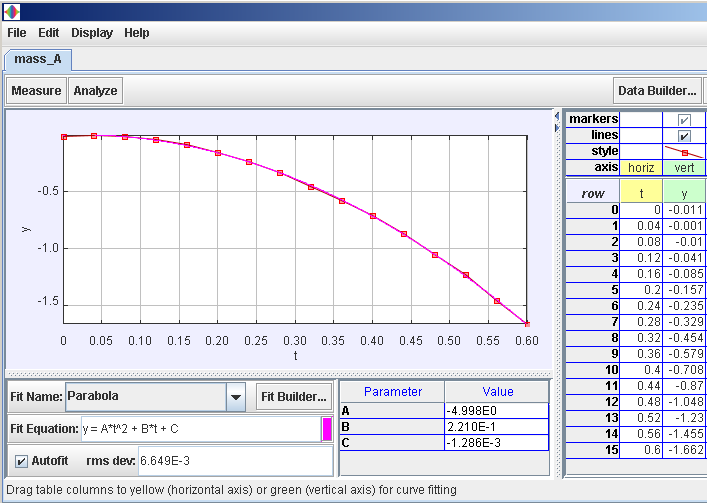 File Edit Display Help
mass_A
Measure Analyze Data Builder...
-0.5
-1.0
-1.5
y
0 0.05 0.10 0.15 0.20 0.25 0.30 0.35 0.40 0.45 0.50 0.55 0.60
t
markers
lines
style
axis horiz vert
row t y
0 0 -0.011
1 0.04 -0.001
2 0.08 -0.01
3 0.12 -0.041
4 0.16 -0.085
5 0.2 -0.157
6 0.24 -0.235
7 0.28 -0.329
8 0.32 -0.454
9 0.36 -0.579
10 0.4 -0.708
11 0.44 -0.87
12 0.48 -1.048
13 0.52 -1.23
14 0.56 -1.455
15 0.6 -1.662
Fit Name: Parabola Fit Builder...
Fit Equation: y = A*t^2 + B*t + C
Autofit rms dev: 6.649E-3
Parameter Value
A -4.998E0
B 2.210E-1
C -1.286E-3
Drag table columns to yellow (horizontal axis) or green (vertical axis) for curve fitting